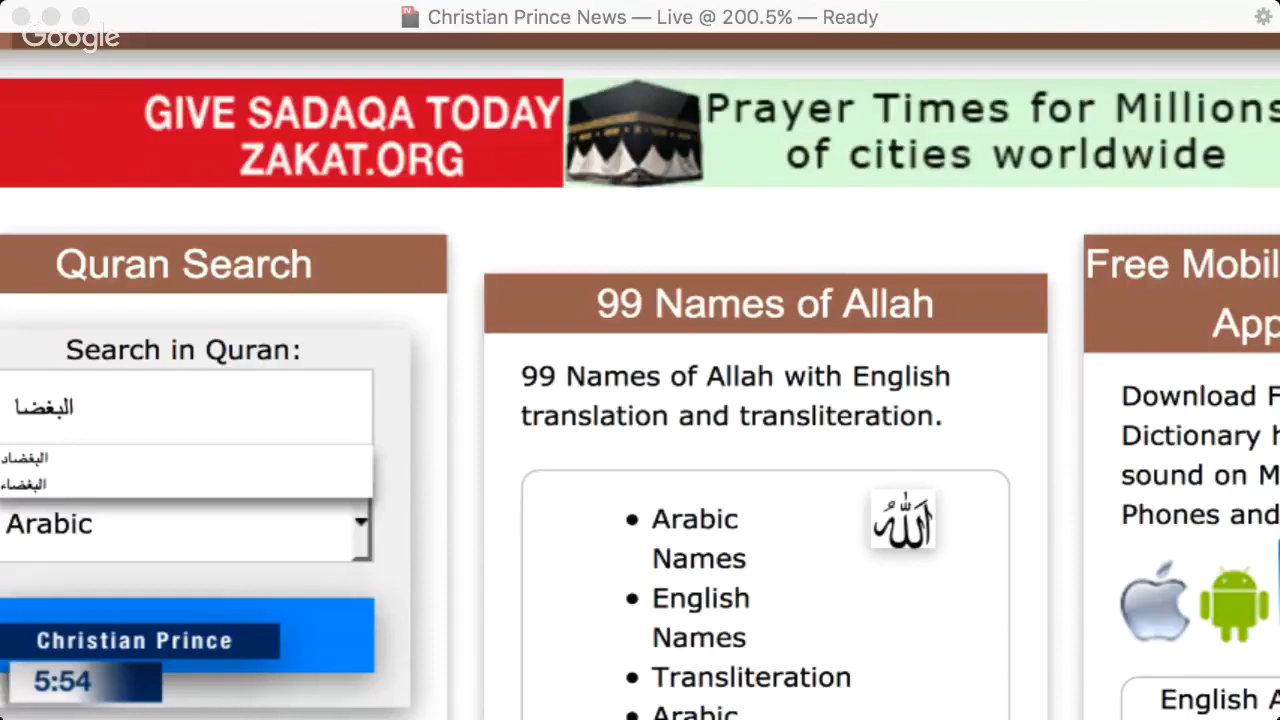 Christian Prince News — Live @ 200.5% — Ready
Google
GIVE SADAQA TODAY
ZAKAT.ORG
Prayer Times for Millions
of cities worldwide
Quran Search
Search in Quran:
البغضا
البغضاد
البغضاء
Arabic
Christian Prince
5:54
99 Names of Allah
99 Names of Allah with English
translation and transliteration.
• Arabic
Names
• English
Names
• Transliteration
• Arabic
الله
Free Mobil
App
Download F
Dictionary h
sound on M
Phones and
English A